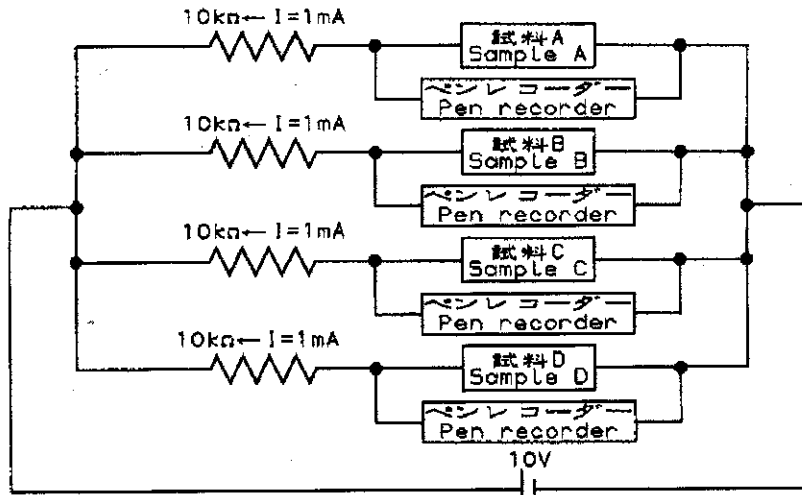 10kΩ← I=1mA
試料A
Sample A
ペンレコーダー
Pen recorder
10kΩ← I=1mA
試料B
Sample B
ペンレコーダー
Pen recorder
10kΩ← I=1mA
試料C
Sample C
ペンレコーダー
Pen recorder
10kΩ← I=1mA
試料D
Sample D
ペンレコーダー
Pen recorder
10V